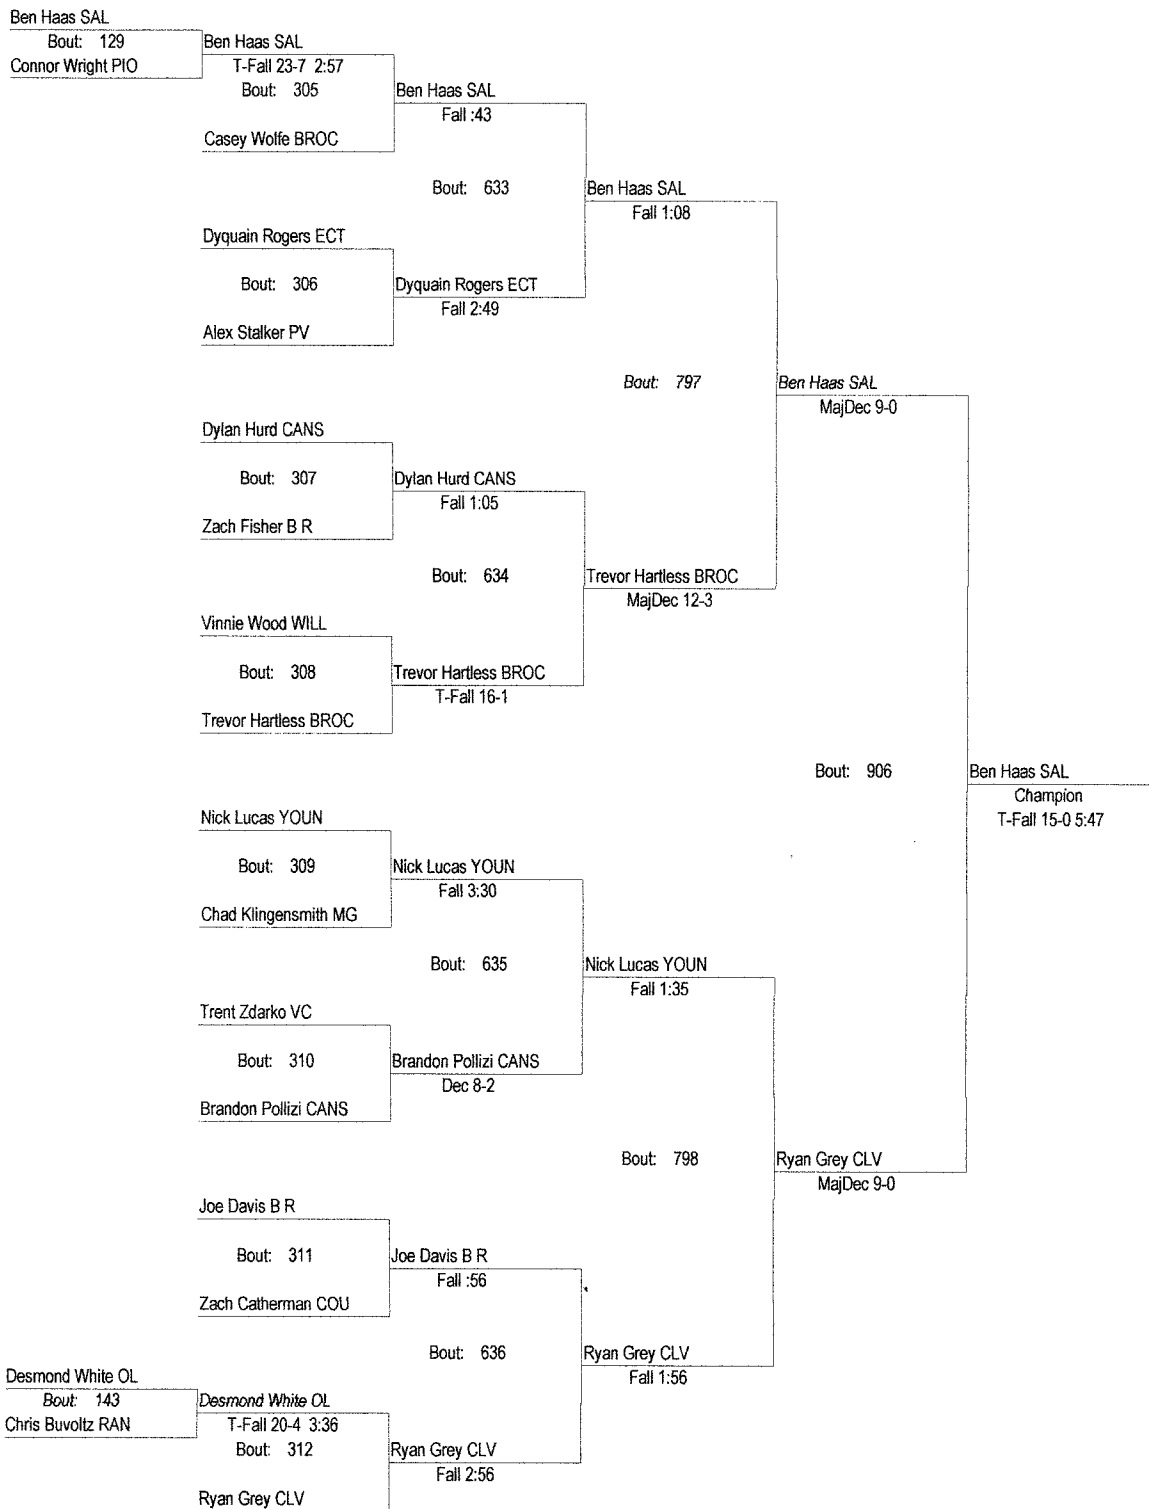 Ben Haas SAL
Bout: 129
Connor Wright PIO
Ben Haas SAL
T-Fall 23-7 2:57
Bout: 305
Casey Wolfe BROC
Ben Haas SAL
Fall :43
Bout: 633
Ben Haas SAL
Fall 1:08
Dyquain Rogers ECT
Bout: 306
Dyquain Rogers ECT
Fall 2:49
Alex Stalker PV
Bout: 797
Ben Haas SAL
MajDec 9-0
Dylan Hurd CANS
Bout: 307
Dylan Hurd CANS
Fall 1:05
Zach Fisher B R
Bout: 634
Trevor Hartless BROC
MajDec 12-3
Vinnie Wood WILL
Bout: 308
Trevor Hartless BROC
T-Fall 16-1
Trevor Hartless BROC
Bout: 906
Ben Haas SAL
Champion
T-Fall 15-0 5:47
Nick Lucas YOUN
Bout: 309
Nick Lucas YOUN
Fall 3:30
Chad Klingensmith MG
Bout: 635
Nick Lucas YOUN
Fall 1:35
Trent Zdarko VC
Bout: 310
Brandon Pollizi CANS
Dec 8-2
Brandon Pollizi CANS
Bout: 798
Ryan Grey CLV
MajDec 9-0
Joe Davis B R
Bout: 311
Joe Davis B R
Fall :56
Zach Catherman COU
Bout: 636
Ryan Grey CLV
Fall 1:56
Desmond White OL
Bout: 143
Chris Buvoltz RAN
Desmond White OL
T-Fall 20-4 3:36
Bout: 312
Ryan Grey CLV
Fall 2:56
Ryan Grey CLV